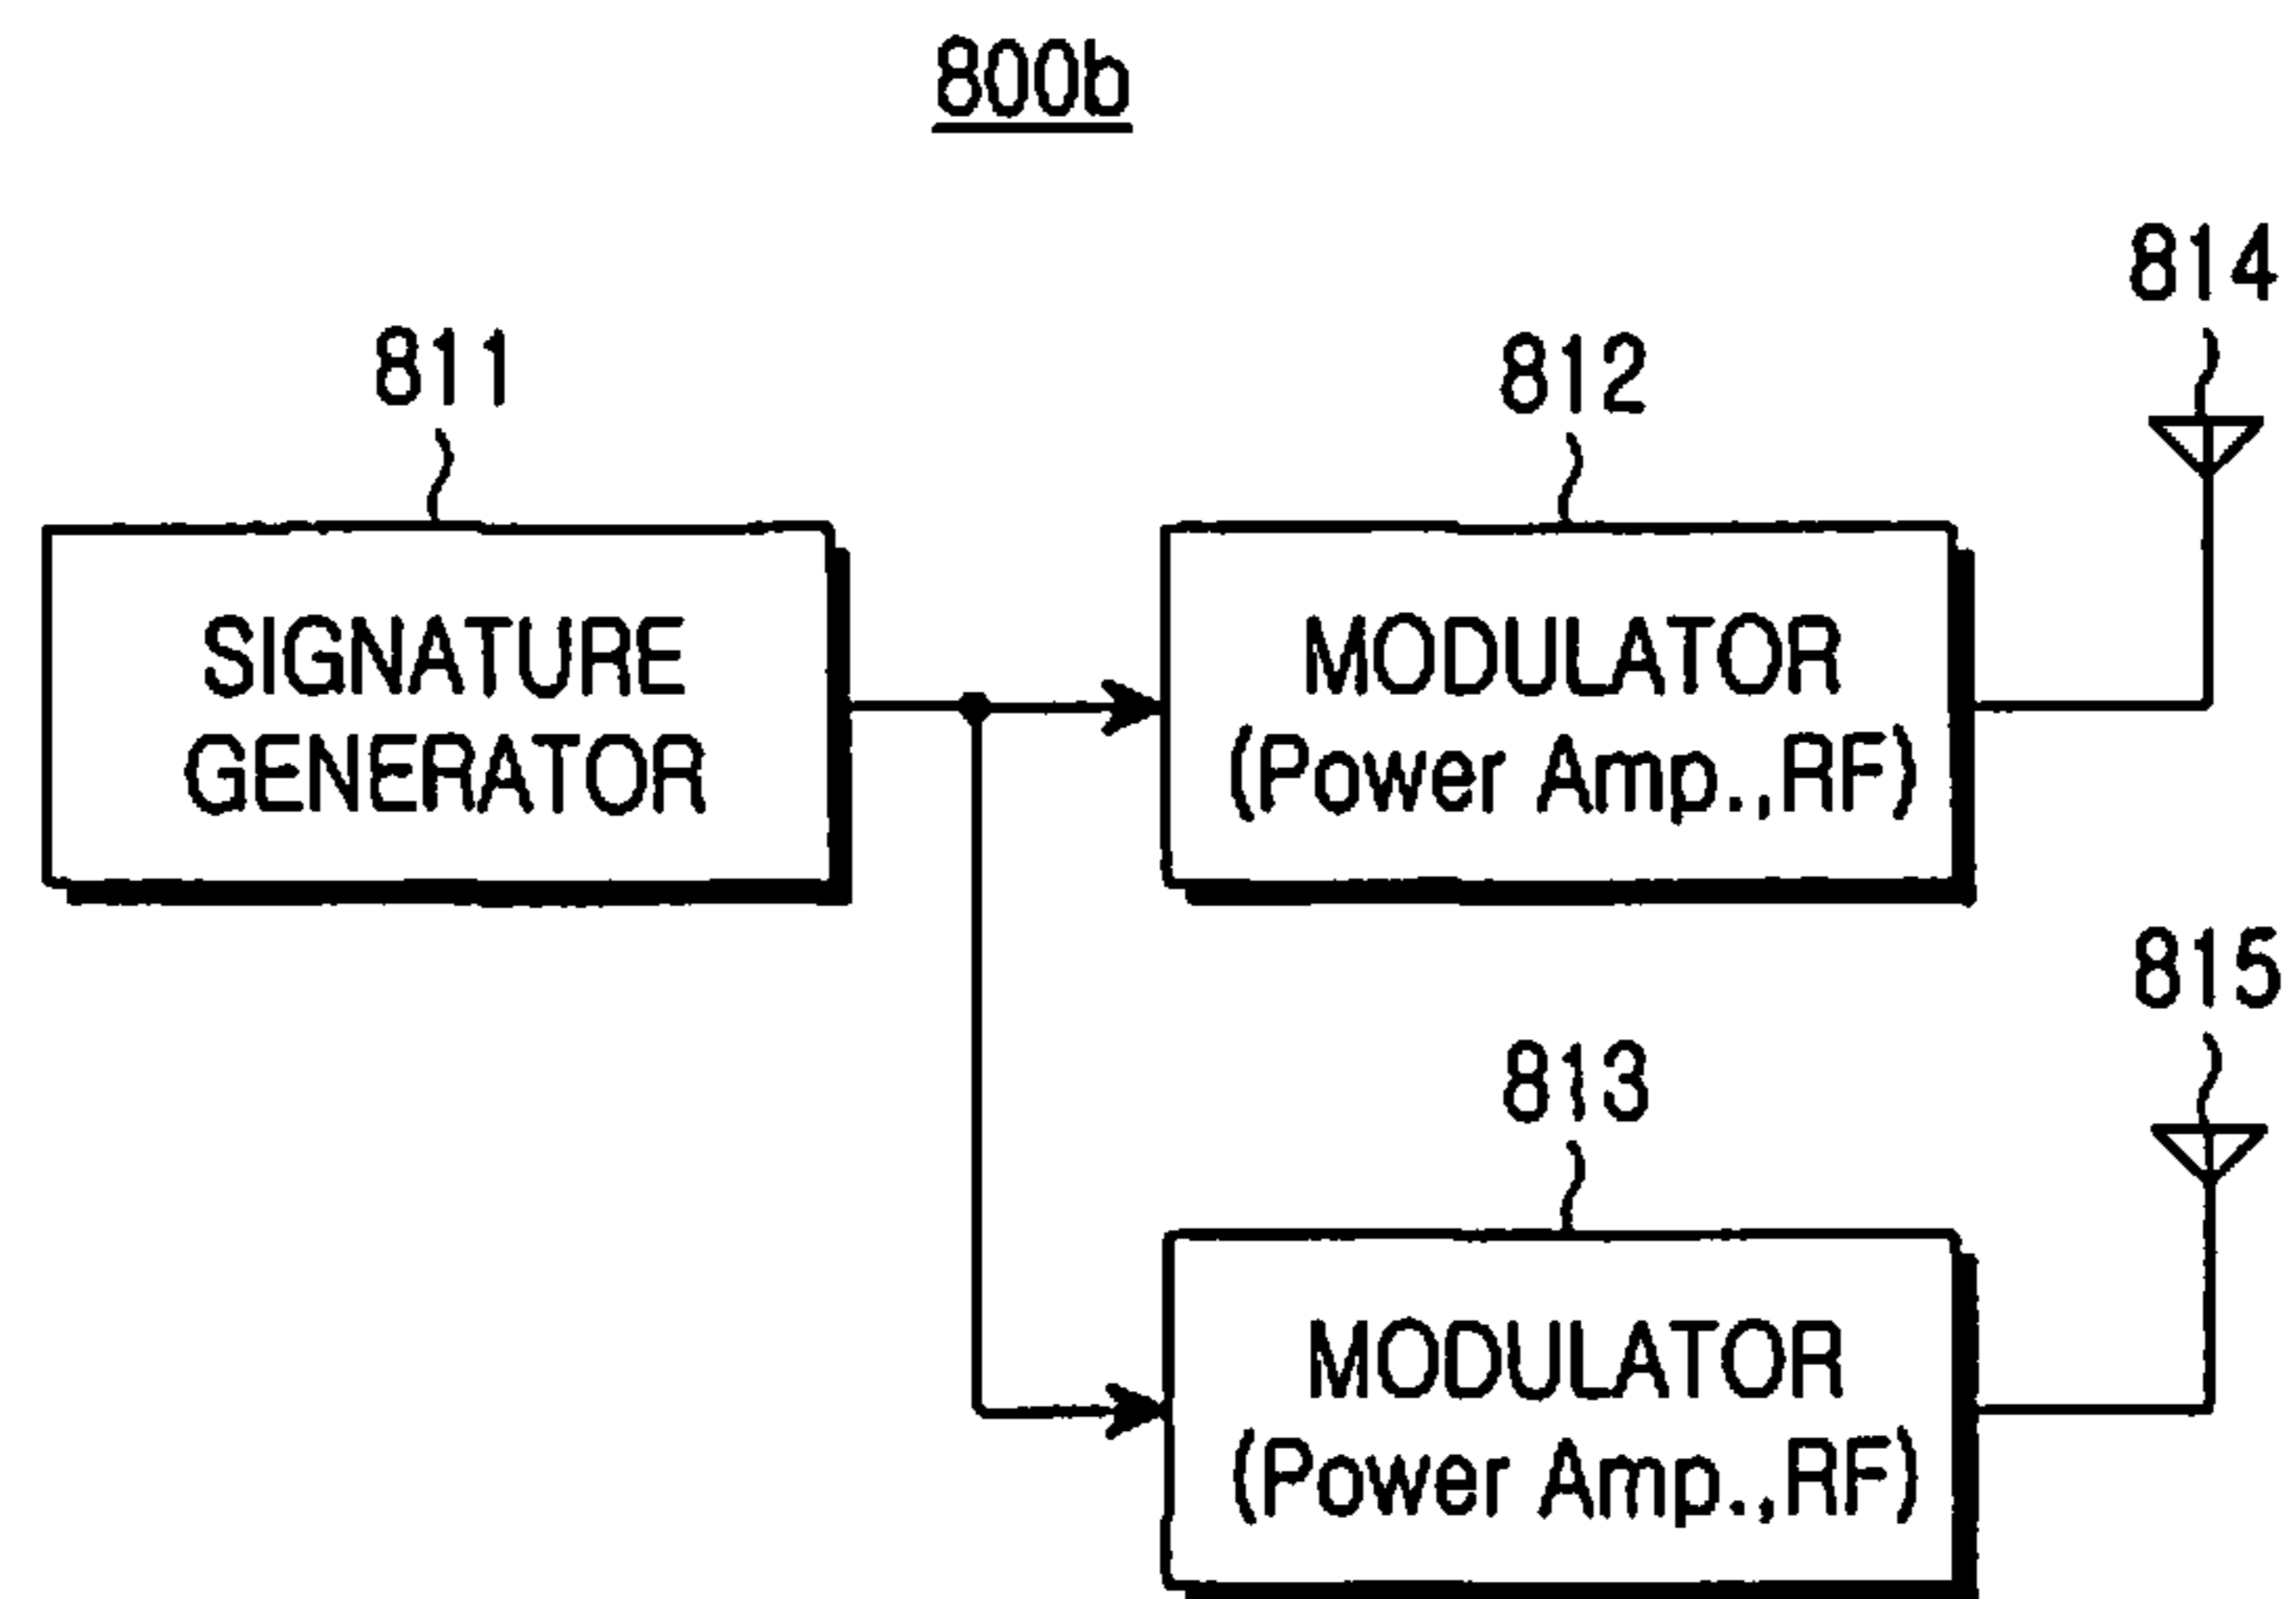 800b
811
SIGNATURE
GENERATOR
812
MODULATOR
(Power Amp.,RF)
814
813
MODULATOR
(Power Amp.,RF)
815